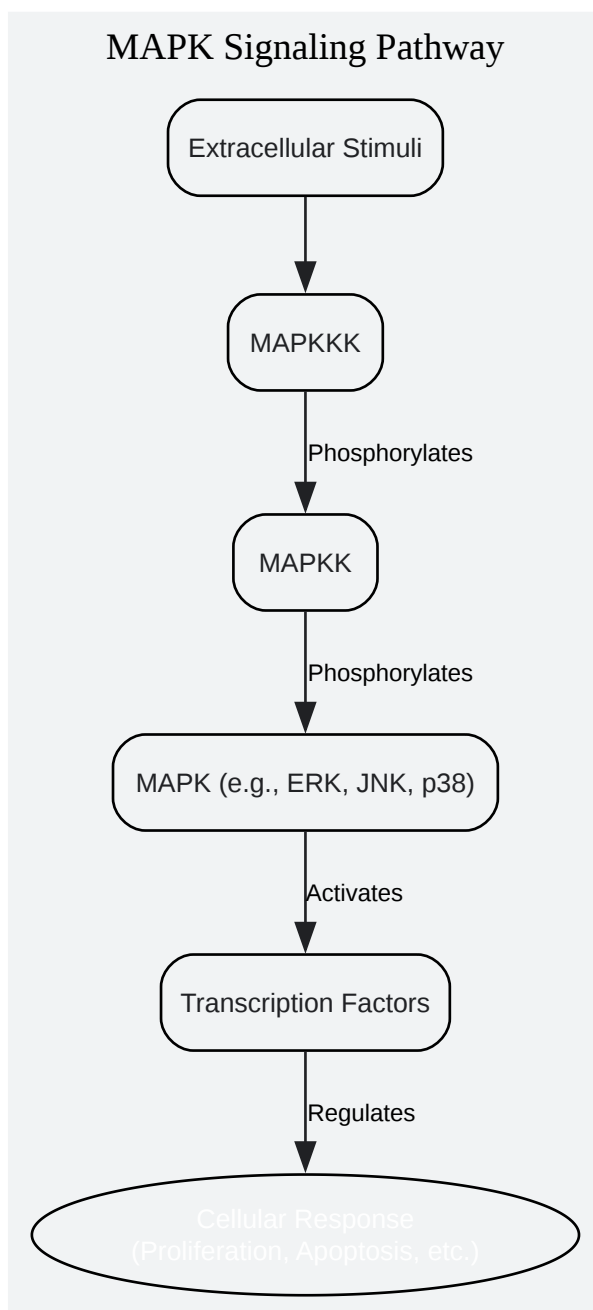 MAPK Signaling Pathway
Extracellular Stimuli
MAPKKK
Phosphorylates
MAPKK
Phosphorylates
MAPK (e.g., ERK, JNK, p38)
Activates
Transcription Factors
Regulates
Cellular Response
(Proliferation, Apoptosis, etc.)